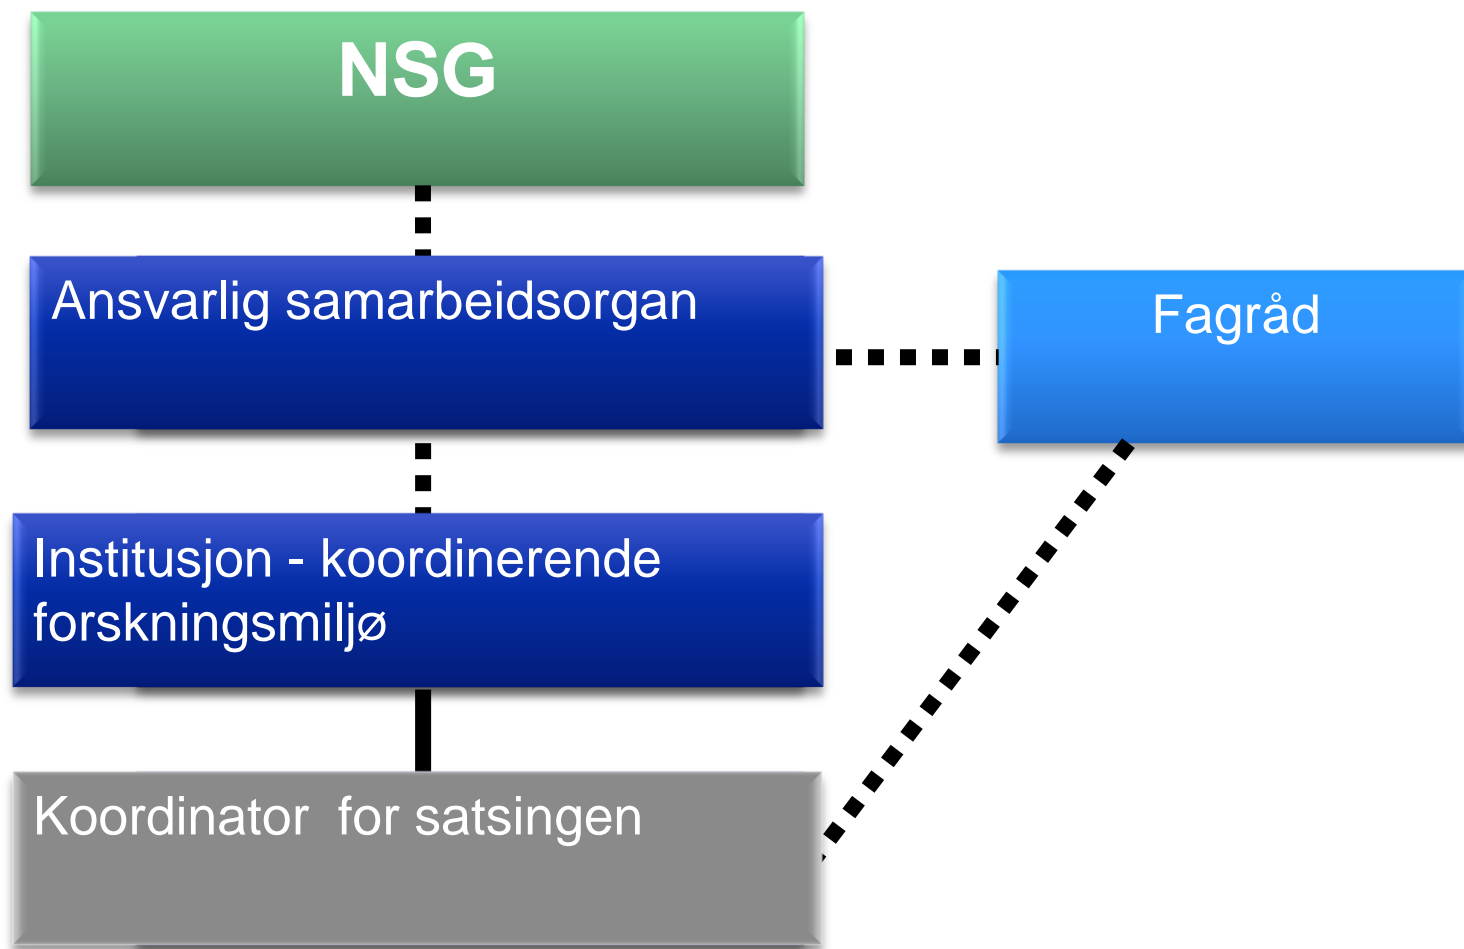 NSG
Ansvarlig samarbeidsorgan
Fagråd
Institusjon - koordinerende
forskningsmiljø
Koordinator  for satsingen